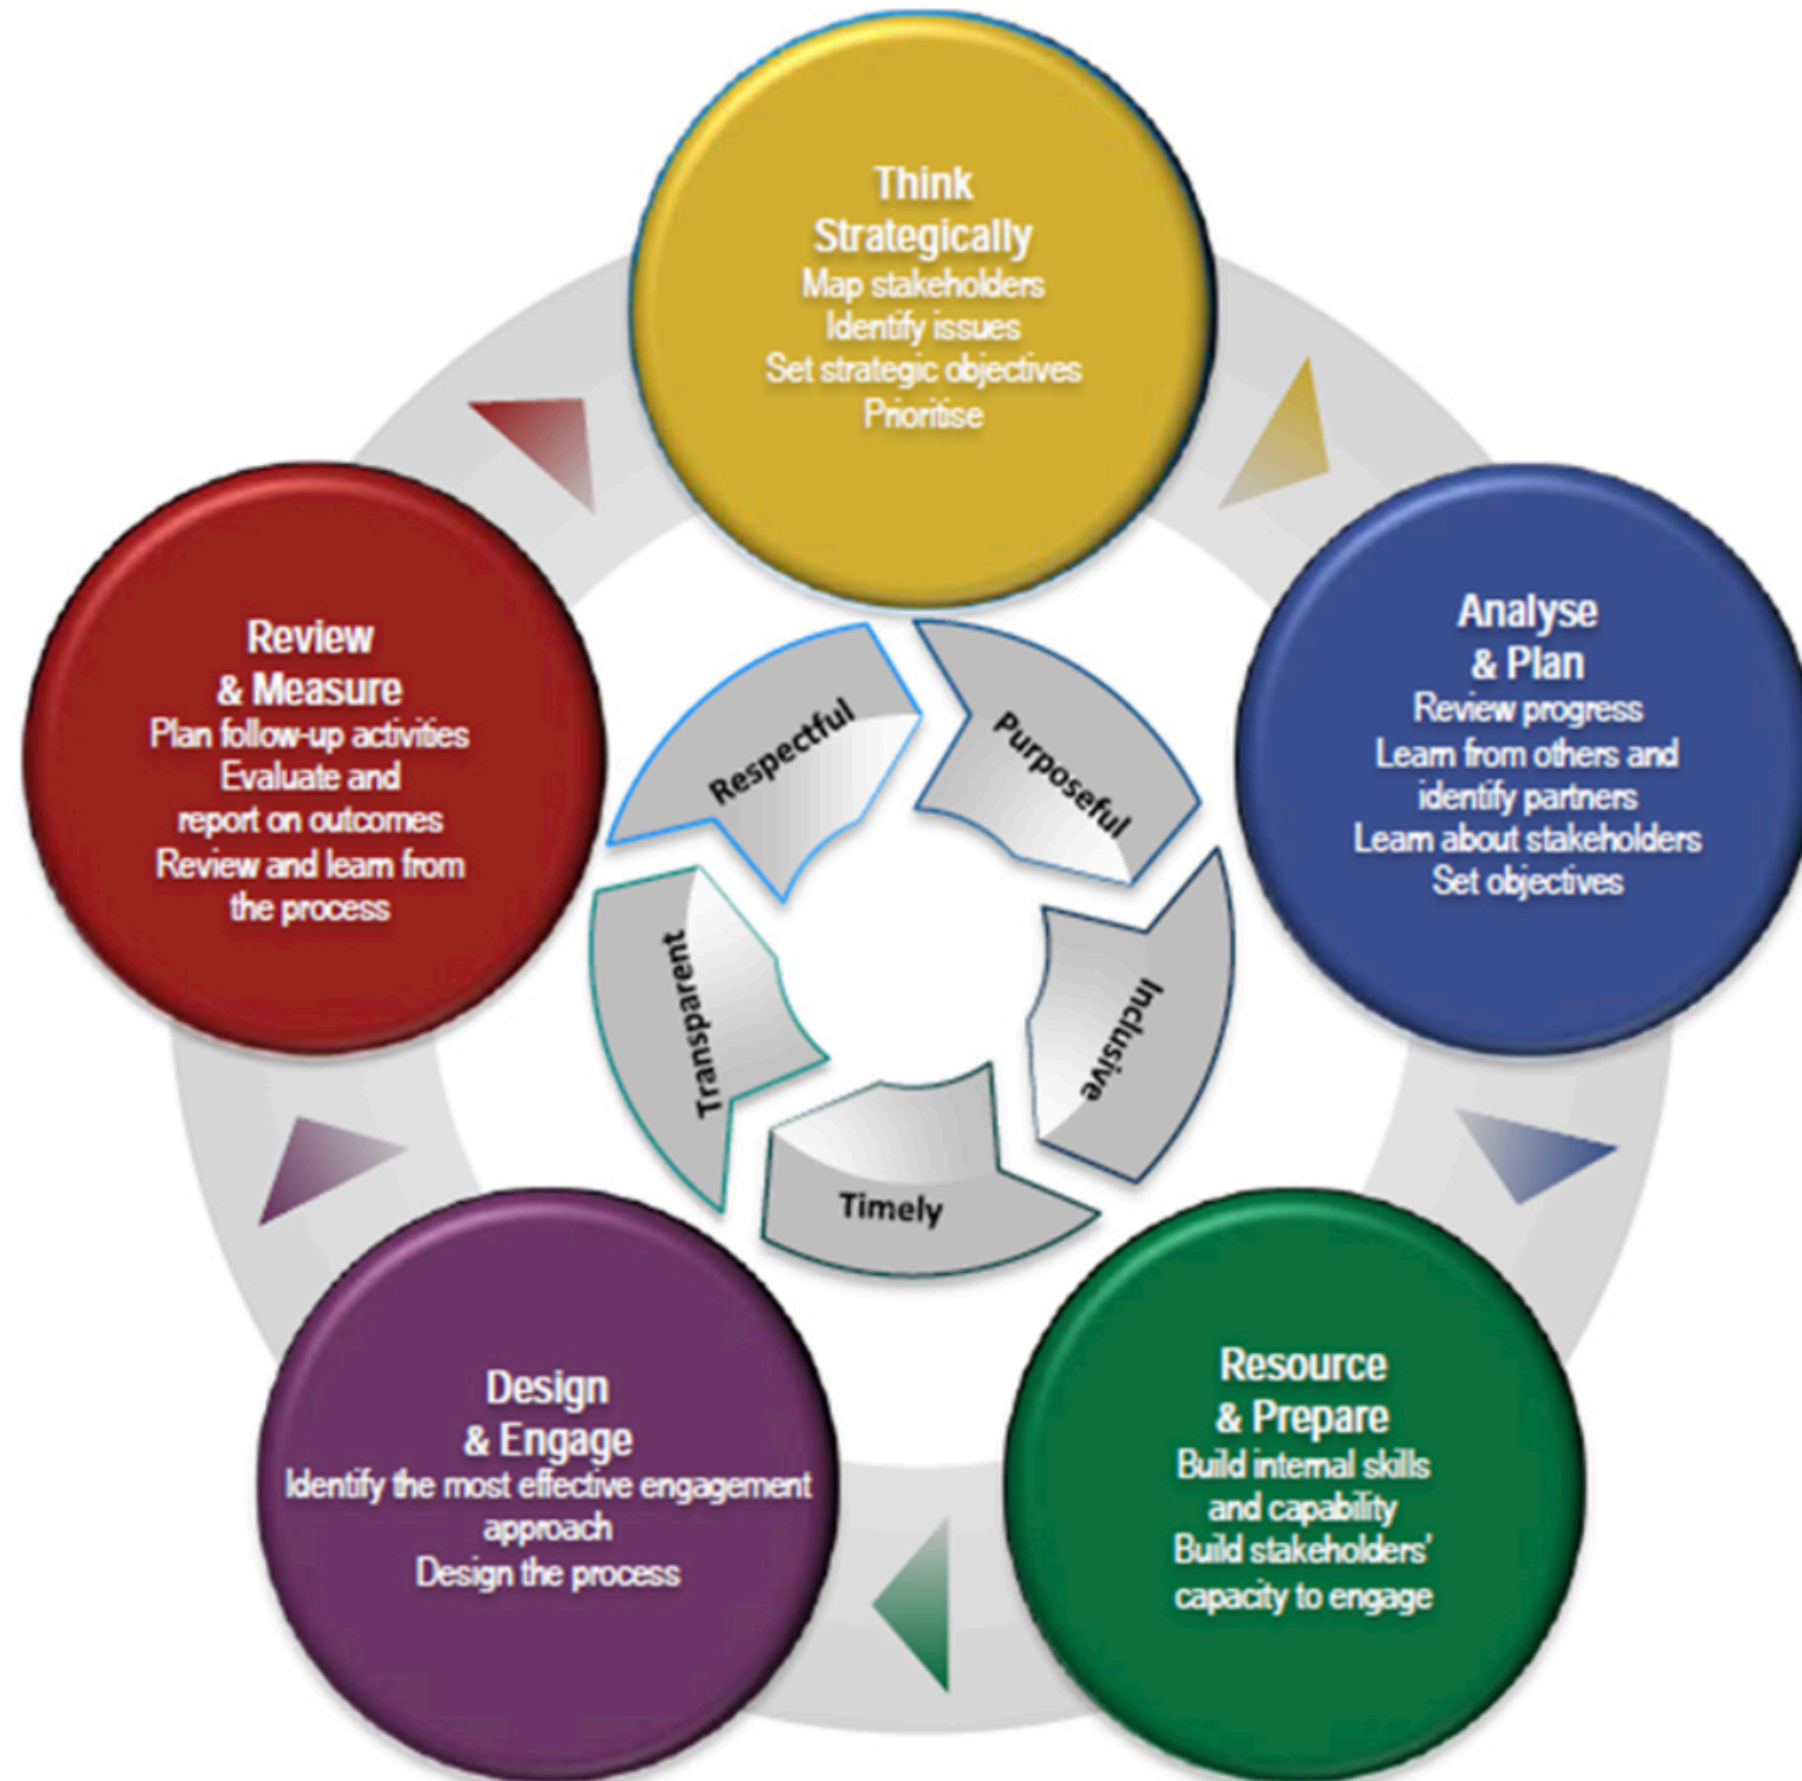 Think
Strategically
Map stakeholders
Identify issues
Set strategic objectives
Prioritise
Analyse
& Plan
Review progress
Learn from others and
identify partners
Learn about stakeholders
Set objectives
Resource
& Prepare
Build internal skills
and capability
Build stakeholders'
capacity to engage
Design
& Engage
Identify the most effective engagement
approach
Design the process
Review
& Measure
Plan follow-up activities
Evaluate and
report on outcomes
Review and learn from
the process
Purposeful
Inclusive
Timely
Transparent
Respectful